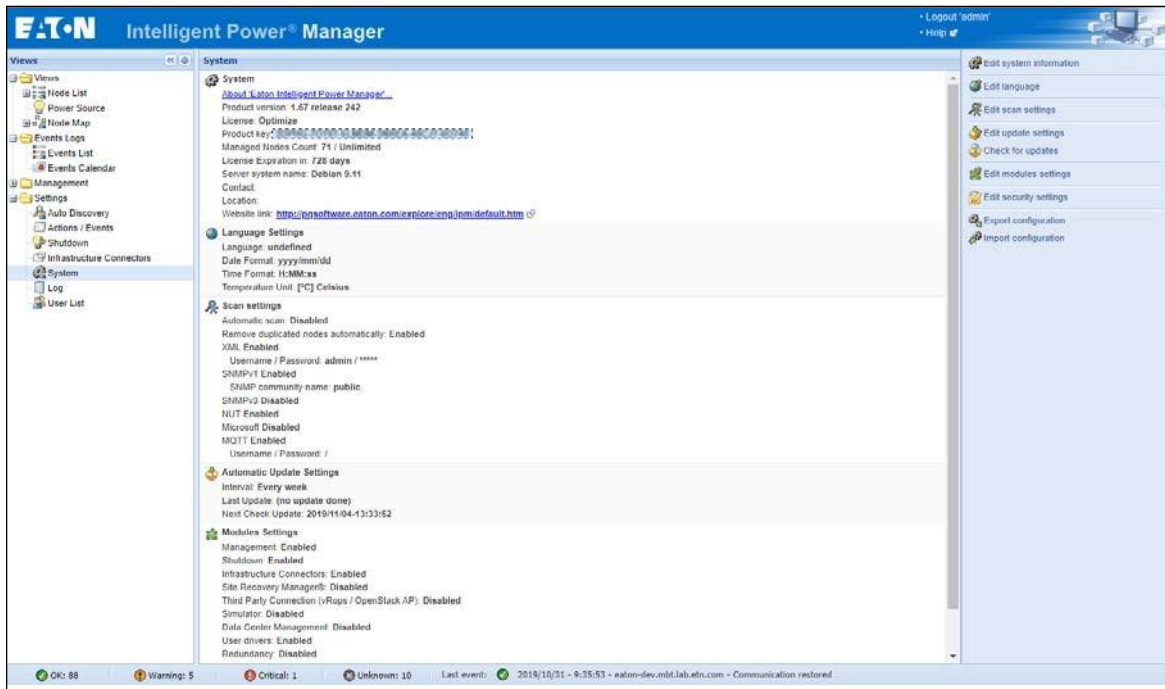 EATON
Intelligent Power® Manager
Logout 'admin'
Help
Views
System
Views
Node List
Power Source
Node Map
Events Logs
Events List
Events Calendar
Management
Settings
Auto Discovery
Actions / Events
Shutdown
Infrastructure Connectors
System
Log
User List
System
About 'Eaton Intelligent Power Manager'...
Product version: 1.67 release 242
License: Optimize
Product key:
Managed Nodes Count: 71 / Unlimited
License Expiration in: 728 days
Server system name: Debian 9.11
Contact:
Location:
Website link: http://pqsoftware.eaton.com/explore/eng/ipm/default.htm
Language Settings
Language: undefined
Date Format: yyyy/mm/dd
Time Format: H:MM:ss
Temperature Unit: [°C] Celsius
Scan settings
Automatic scan: Disabled
Remove duplicated nodes automatically: Enabled
XML Enabled
Username / Password: admin / *****
SNMPv1 Enabled
SNMP community name: public
SNMPv3 Disabled
NUT Enabled
Microsoft Disabled
MQTT Enabled
Username / Password: /
Automatic Update Settings
Interval: Every week
Last Update: (no update done)
Next Check Update: 2019/11/04-13:33:52
Modules Settings
Management: Enabled
Shutdown: Enabled
Infrastructure Connectors: Enabled
Site Recovery Manager®: Disabled
Third Party Connection (vRops / OpenStack AP): Disabled
Simulator: Disabled
Data Center Management: Disabled
User drivers: Enabled
Redundancy: Disabled
Edit system information
Edit language
Edit scan settings
Edit update settings
Check for updates
Edit modules settings
Edit security settings
Export configuration
Import configuration
OK: 88
Warning: 5
Critical: 1
Unknown: 10
Last event: 2019/10/31 - 9:35:53 - eaton-dev.mbt.lab.etn.com - Communication restored